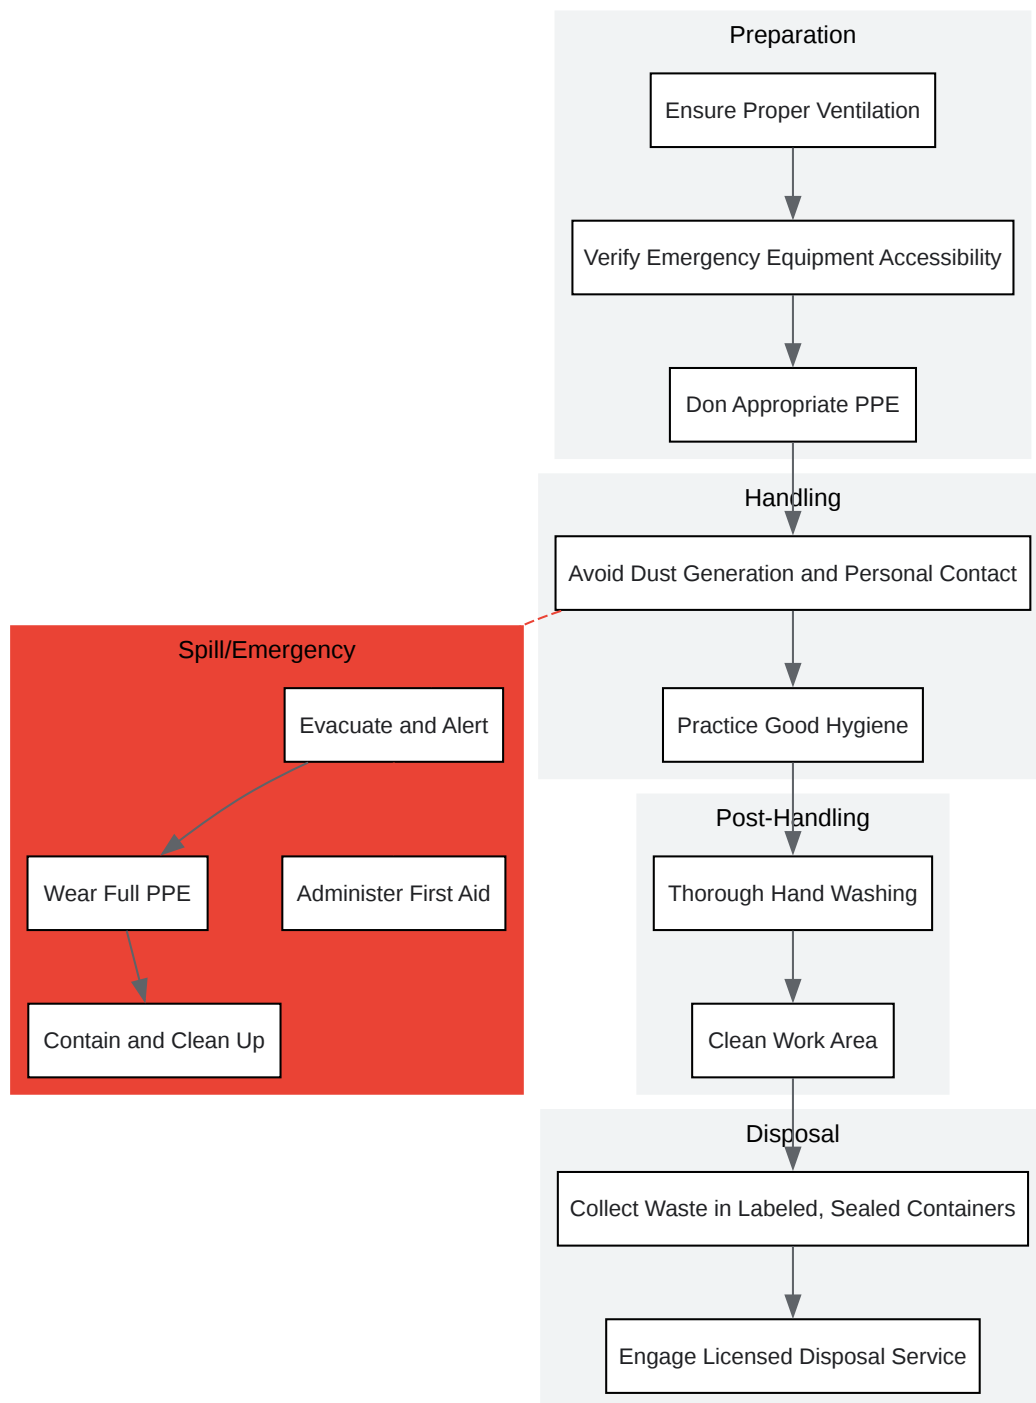 Preparation
Ensure Proper Ventilation
Verify Emergency Equipment Accessibility
Don Appropriate PPE
Handling
Avoid Dust Generation and Personal Contact
Practice Good Hygiene
Spill/Emergency
Evacuate and Alert
Wear Full PPE
Administer First Aid
Contain and Clean Up
Post-Handling
Thorough Hand Washing
Clean Work Area
Disposal
Collect Waste in Labeled, Sealed Containers
Engage Licensed Disposal Service